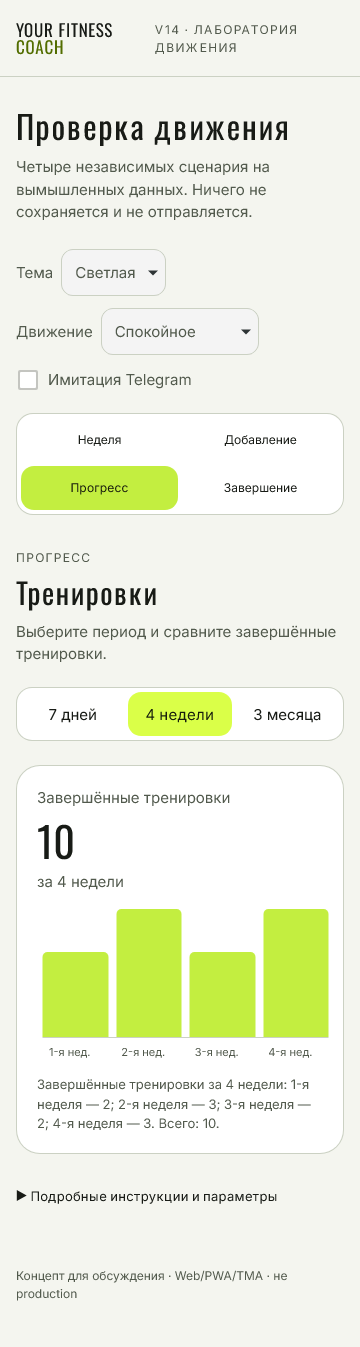 YOUR FITNESS
COACH
V14 · ЛАБОРАТОРИЯ
ДВИЖЕНИЯ
Проверка движения
Четыре независимых сценария на
вымышленных данных. Ничего не
сохраняется и не отправляется.
Тема
Светлая
Движение
Спокойное
Имитация Telegram
Неделя
Добавление
Прогресс
Завершение
ПРОГРЕСС
Тренировки
Выберите период и сравните завершённые
тренировки.
7 дней
4 недели
3 месяца
Завершённые тренировки
10
за 4 недели
1-я нед.
2-я нед.
3-я нед.
4-я нед.
Завершённые тренировки за 4 недели: 1-я
неделя — 2; 2-я неделя — 3; 3-я неделя —
2; 4-я неделя — 3. Всего: 10.
Подробные инструкции и параметры
Концепт для обсуждения · Web/PWA/TMA · не
production